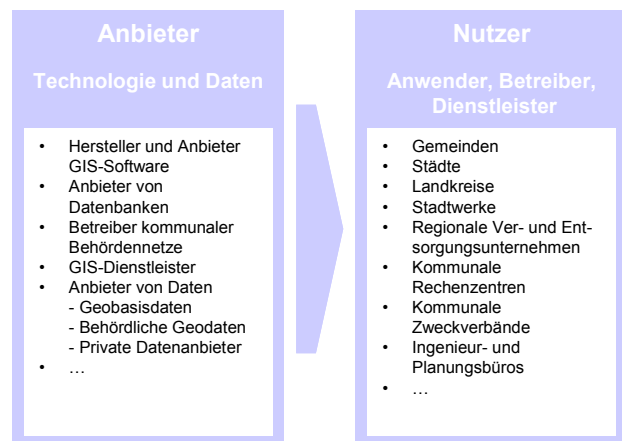 Anbieter
Technologie und Daten
• Hersteller und Anbieter
GIS-Software
• Anbieter von
Datenbanken
• Betreiber kommunaler
Behördennetze
• GIS-Dienstleister
• Anbieter von Daten
- Geobasisdaten
- Behördliche Geodaten
- Private Datenanbieter
• …
Nutzer
Anwender, Betreiber,
Dienstleister
• Gemeinden
• Städte
• Landkreise
• Stadtwerke
• Regionale Ver- und Ent-
sorgungsunternehmen
• Kommunale
Rechenzentren
• Kommunale
Zweckverbände
• Ingenieur- und
Planungsbüros
• …